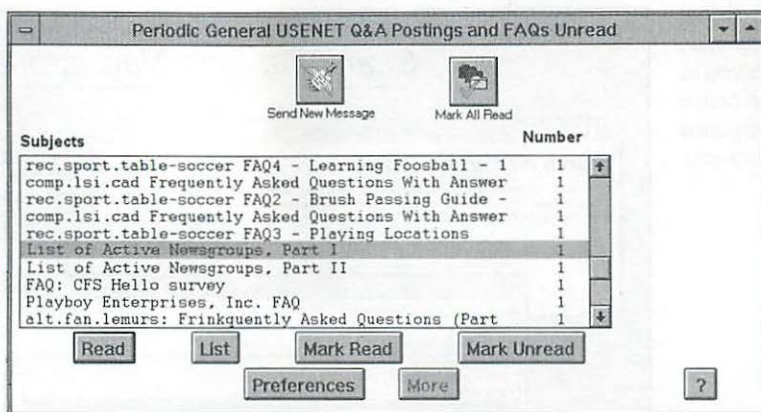 Periodic General USENET Q&A Postings and FAQs Unread
Send New Message
Mark All Read
Subjects Number
rec.sport.table-soccer FAQ4 - Learning Foosball - 1 1
comp.lsi.cad Frequently Asked Questions With Answer 1
rec.sport.table-soccer FAQ2 - Brush Passing Guide - 1
comp.lsi.cad Frequently Asked Questions With Answer 1
rec.sport.table-soccer FAQ3 - Playing Locations 1
List of Active Newsgroups, Part I 1
List of Active Newsgroups, Part II 1
FAQ: CFS Hello survey 1
Playboy Enterprises, Inc. FAQ 1
alt.fan.lemurs: Frinkquently Asked Questions (Part 1
Read List Mark Read Mark Unread
Preferences More ?